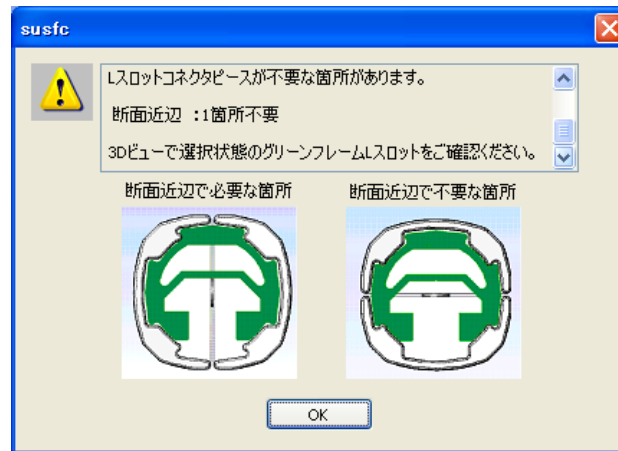 susfc
Lスロットコネクタピースが不要な箇所があります。
断面近辺 :1箇所不要
3Dビューで選択状態のグリーンフレームLスロットをご確認ください。
断面近辺で必要な箇所
断面近辺で不要な箇所
OK